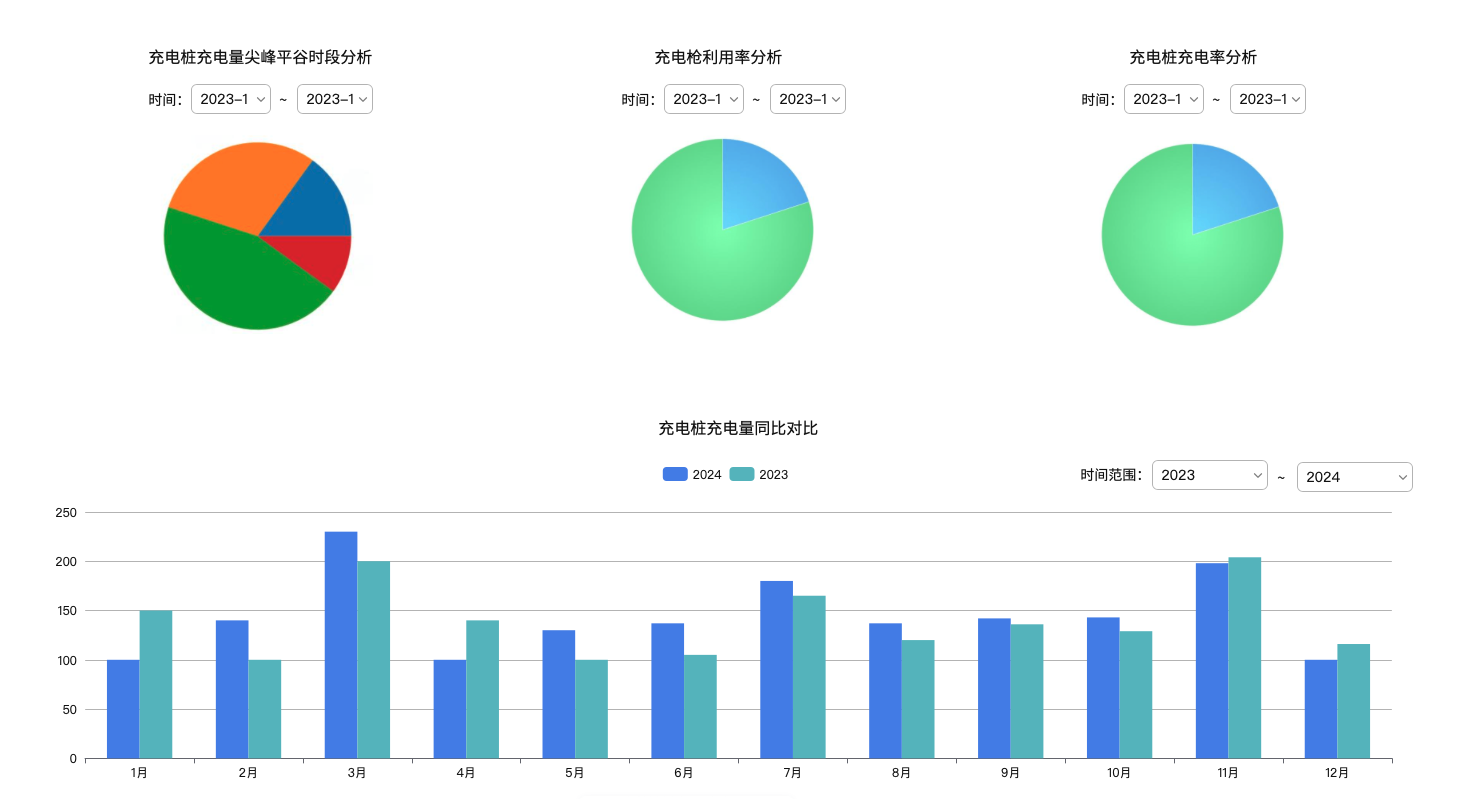 充电桩充电量尖峰平谷时段分析
时间： 2023-1 ~ 2023-1
充电枪利用率分析
时间： 2023-1 ~ 2023-1
充电桩充电率分析
时间： 2023-1 ~ 2023-1
充电桩充电量同比对比
2024 2023
时间范围： 2023 ~ 2024
250
200
150
100
50
0
1月 2月 3月 4月 5月 6月 7月 8月 9月 10月 11月 12月